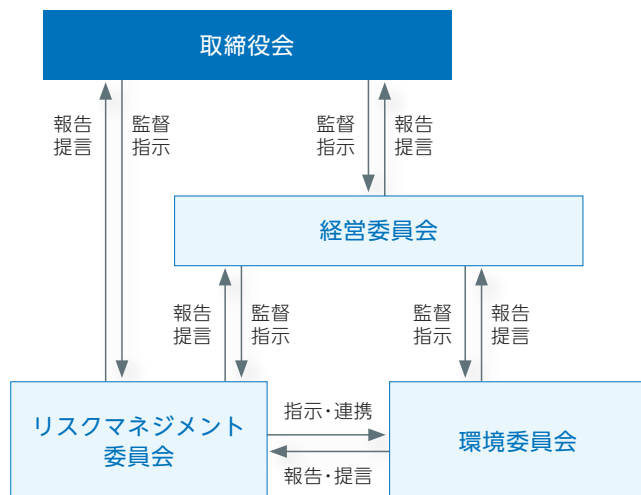 取締役会
報告
提言
監督
指示
監督
指示
報告
提言
経営委員会
報告
提言
監督
指示
監督
指示
報告
提言
リスクマネジメント
委員会
指示・連携
報告・提言
環境委員会